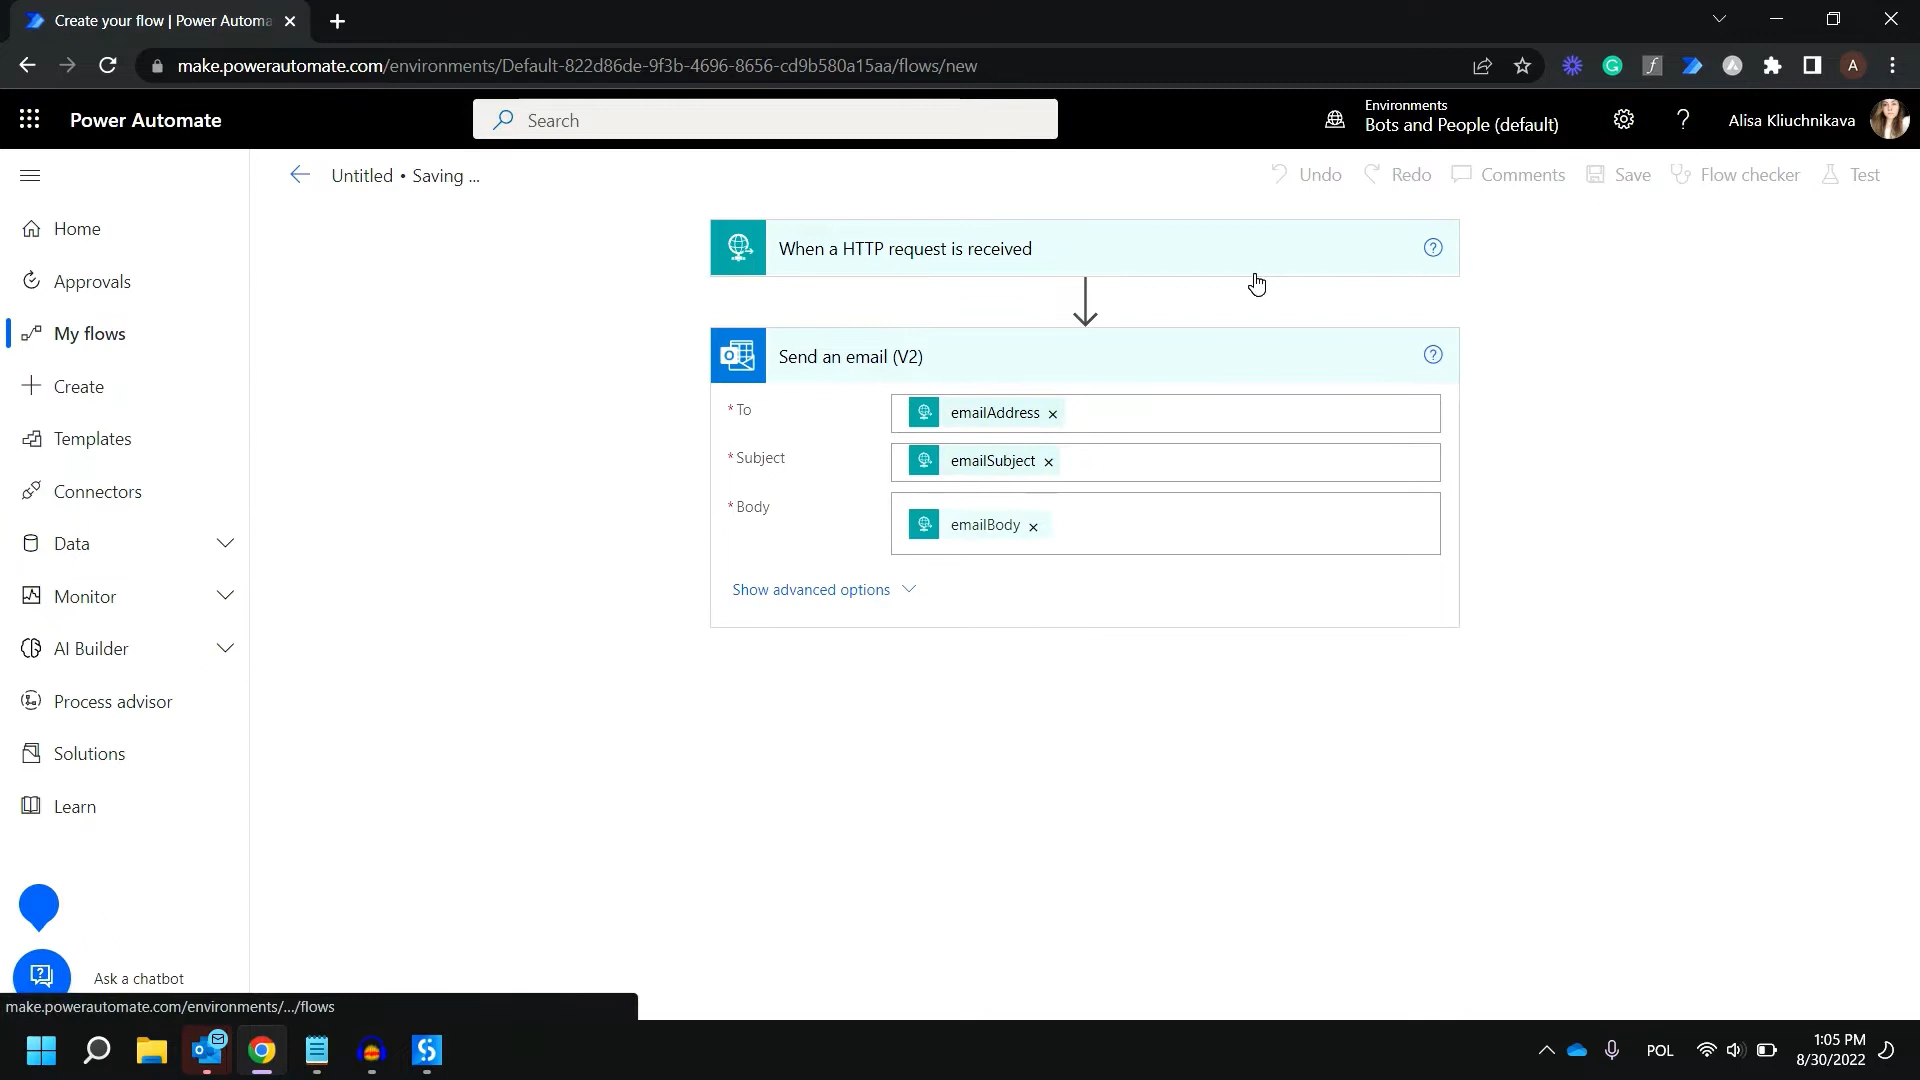 Create your flow | Power Automa
make.powerautomate.com/environments/Default-822d86de-9f3b-4696-8656-cd9b580a15aa/flows/new
A
Power Automate
Search
Environments
Bots and People (default)
Alisa Kliuchnikava
Untitled • Saving ...
Undo
Redo
Comments
Save
Flow checker
Test
Home
Approvals
My flows
Create
Templates
Connectors
Data
Monitor
AI Builder
Process advisor
Solutions
Learn
Ask a chatbot
When a HTTP request is received
Send an email (V2)
* To
emailAddress ×
* Subject
emailSubject ×
* Body
emailBody ×
Show advanced options
make.powerautomate.com/environments/.../flows
POL
1:05 PM
8/30/2022